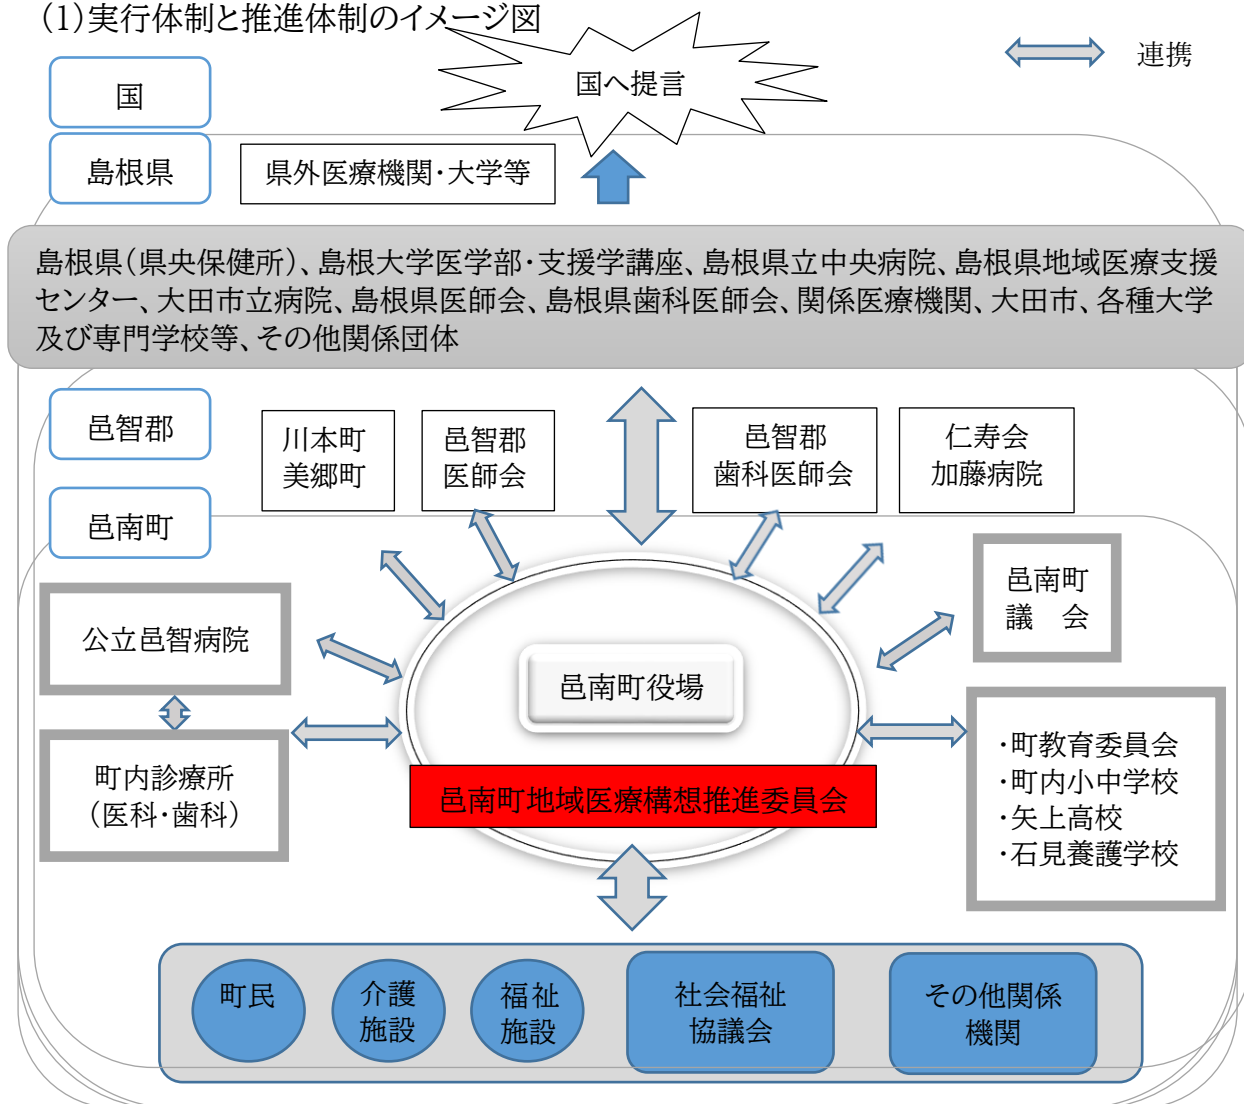 (1)実行体制と推進体制のイメージ図
連携
国へ提言
国
島根県
県外医療機関・大学等
島根県(県央保健所)、島根大学医学部・支援学講座、島根県立中央病院、島根県地域医療支援
センター、大田市立病院、島根県医師会、島根県歯科医師会、関係医療機関、大田市、各種大学
及び専門学校等、その他関係団体
邑智郡
川本町
美郷町
邑智郡
医師会
邑智郡
歯科医師会
仁寿会
加藤病院
邑南町
邑南町
議 会
公立邑智病院
邑南町役場
町内診療所
(医科・歯科)
邑南町地域医療構想推進委員会
・町教育委員会
・町内小中学校
・矢上高校
・石見養護学校
町民
介護
施設
福祉
施設
社会福祉
協議会
その他関係
機関